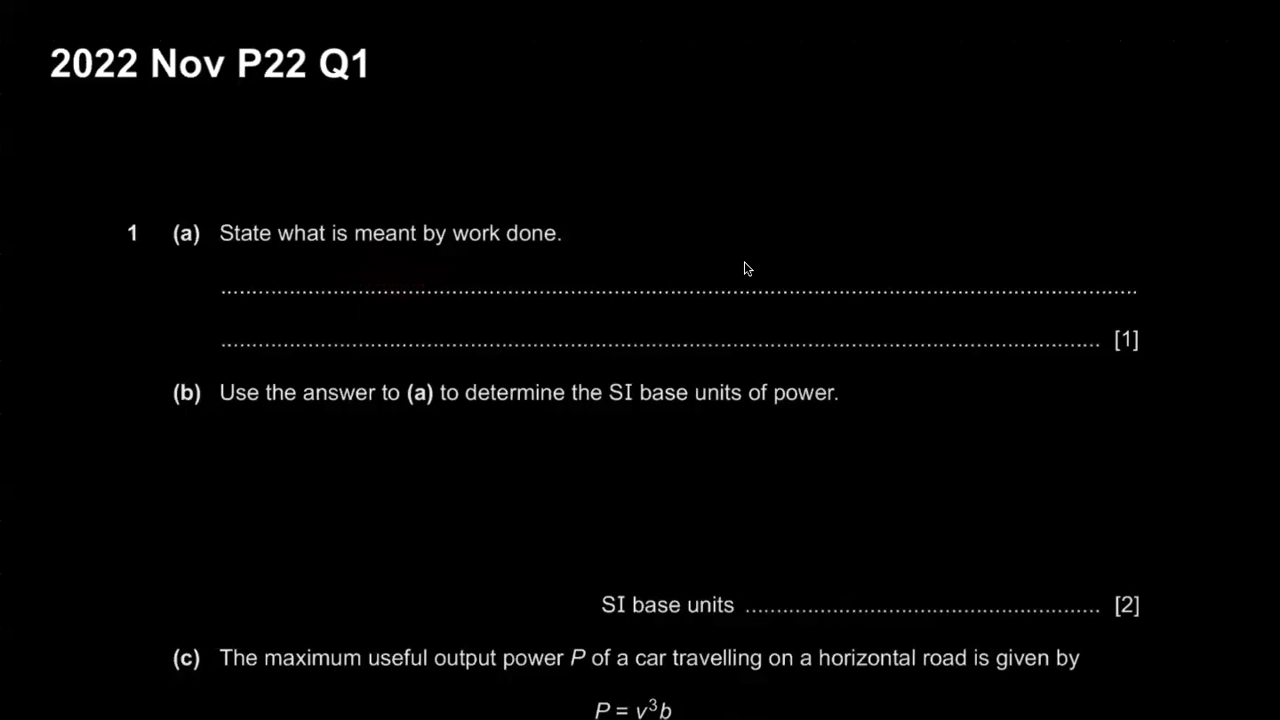 2022 Nov P22 Q1
1 (a) State what is meant by work done.
..........................................................................................................................................
.................................................................................................................................... [1]
(b) Use the answer to (a) to determine the SI base units of power.
SI base units ...................................................... [2]
(c) The maximum useful output power P of a car travelling on a horizontal road is given by
P = v³b